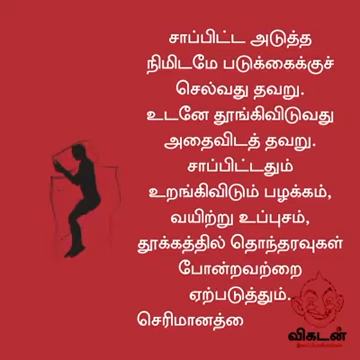 சாப்பிட்ட அடுத்த
நிமிடமே படுக்கைக்குச்
செல்வது தவறு.
உடனே தூங்கிவிடுவது
அதைவிடத் தவறு.
சாப்பிட்டதும்
உறங்கிவிடும் பழக்கம்,
வயிற்று உப்புசம்,
தூக்கத்தில் தொந்தரவுகள்
போன்றவற்றை
ஏற்படுத்தும்.
செரிமானத்தை
விகடன்